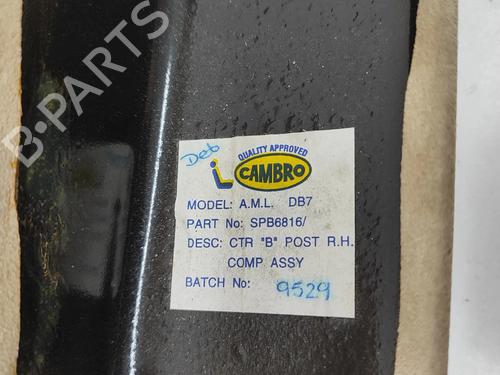 B-PARTS
Deb
QUALITY APPROVED
CAMBRO
MODEL: A.M.L. DB7
PART No: SPB6816/
DESC: CTR "B" POST R.H.
COMP ASSY
BATCH No: 9529